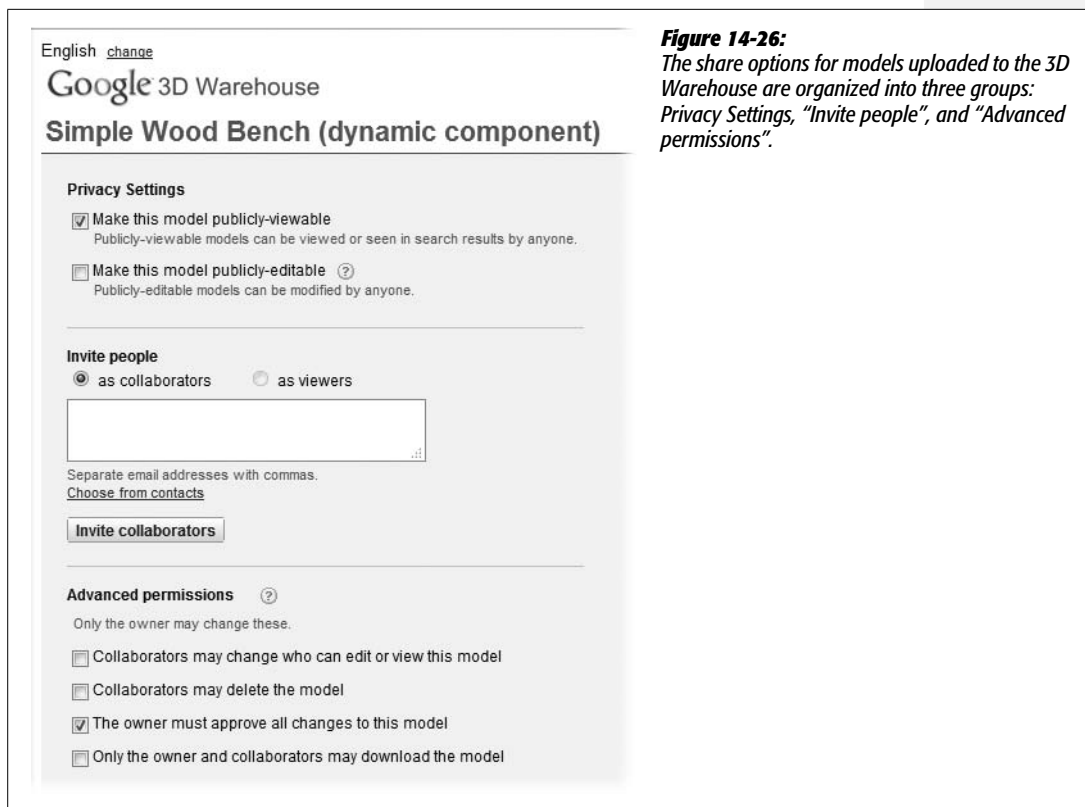 English change
Google 3D Warehouse
Simple Wood Bench (dynamic component)
Privacy Settings
Make this model publicly-viewable
Publicly-viewable models can be viewed or seen in search results by anyone.
Make this model publicly-editable ?
Publicly-editable models can be modified by anyone.
Invite people
as collaborators as viewers
Separate email addresses with commas.
Choose from contacts
Invite collaborators
Advanced permissions ?
Only the owner may change these.
Collaborators may change who can edit or view this model
Collaborators may delete the model
The owner must approve all changes to this model
Only the owner and collaborators may download the model
Figure 14-26:
The share options for models uploaded to the 3D
Warehouse are organized into three groups:
Privacy Settings, “Invite people”, and “Advanced
permissions”.